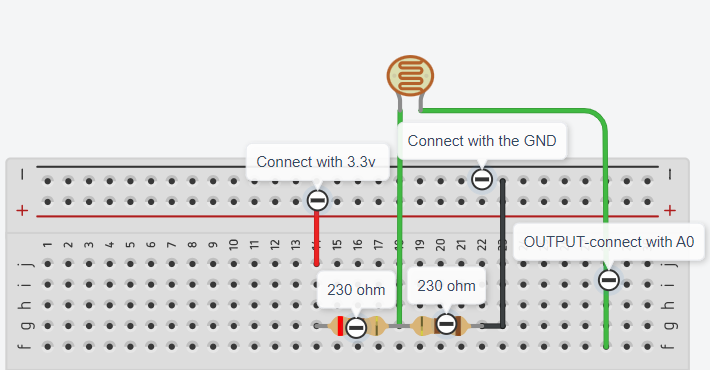 Connect with the GND
Connect with 3.3v
OUTPUT-connect with A0
230 ohm
230 ohm
− −
+ +
1 2 3 4 5 6 7 8 9 10 11 12 13 14 15 16 17 18 19 20 21 22 23
j j
i i
h h
g g
f f